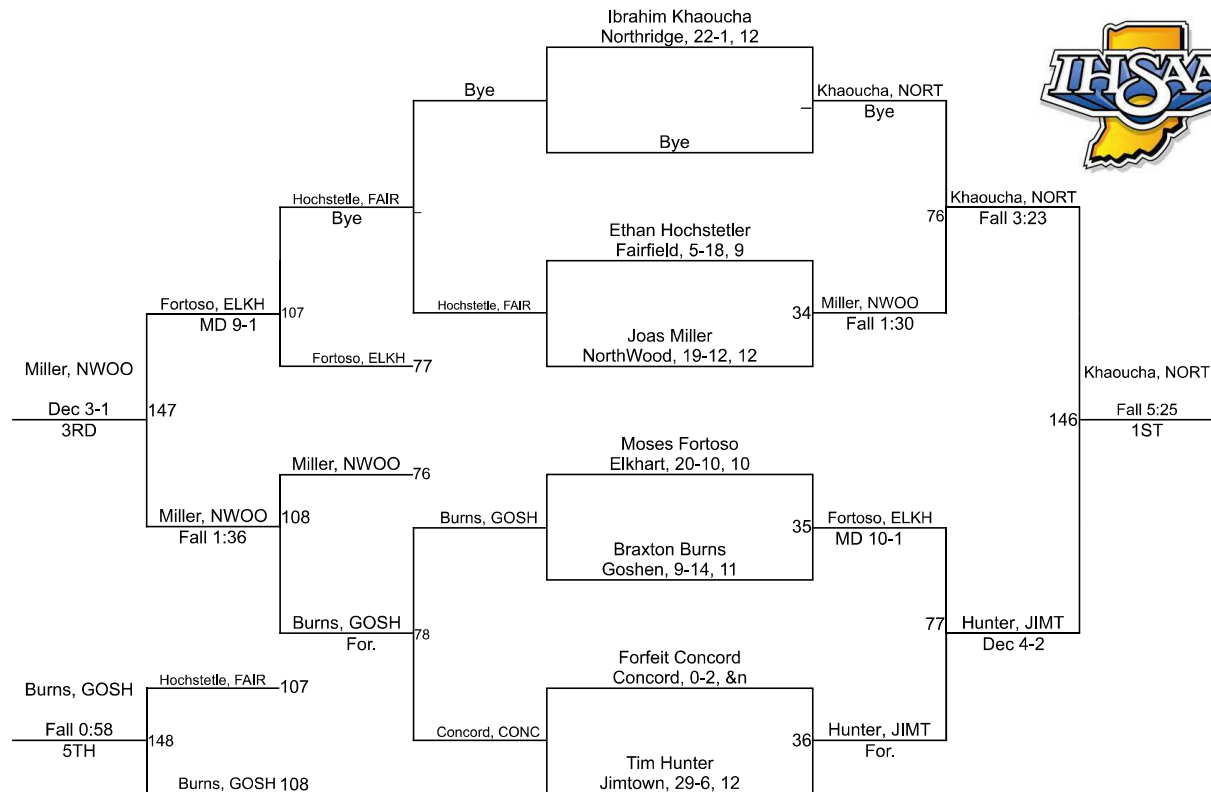 Ibrahim Khaoucha
Northridge, 22-1, 12
IHSAA
Bye
Khaoucha, NORT
Bye
Bye
Hochstetle, FAIR
Bye
Khaoucha, NORT
76
Fall 3:23
Ethan Hochstetler
Fairfield, 5-18, 9
Fortoso, ELKH
107
MD 9-1
Hochstetle, FAIR
34
Miller, NWOO
Fall 1:30
Joas Miller
NorthWood, 19-12, 12
Fortoso, ELKH
77
Miller, NWOO
Khaoucha, NORT
Dec 3-1
147
3RD
146
Fall 5:25
1ST
Moses Fortoso
Elkhart, 20-10, 10
Miller, NWOO
76
Miller, NWOO
108
Fall 1:36
Burns, GOSH
35
Fortoso, ELKH
MD 10-1
Braxton Burns
Goshen, 9-14, 11
Burns, GOSH
78
For.
77
Hunter, JIMT
Dec 4-2
Forfeit Concord
Concord, 0-2, &n
Hochstetle, FAIR
107
Burns, GOSH
Fall 0:58
148
5TH
Concord, CONC
36
Hunter, JIMT
For.
Tim Hunter
Jimtown, 29-6, 12
Burns, GOSH
108